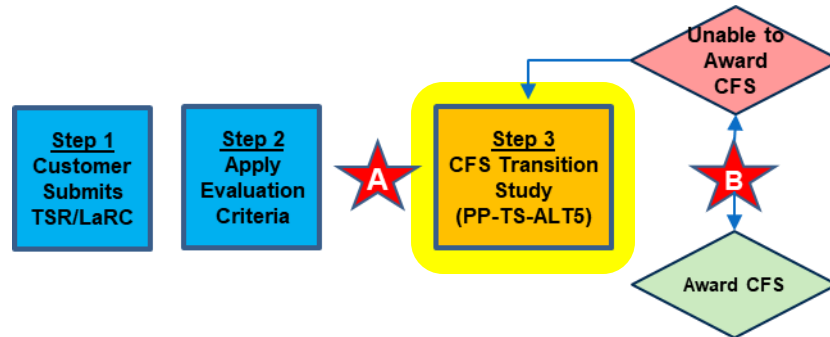 Step 1
Customer
Submits
TSR/LaRC
Step 2
Apply
Evaluation
Criteria
A
Step 3
CFS Transition
Study
(PP-TS-ALT5)
Unable to
Award
CFS
B
Award CFS